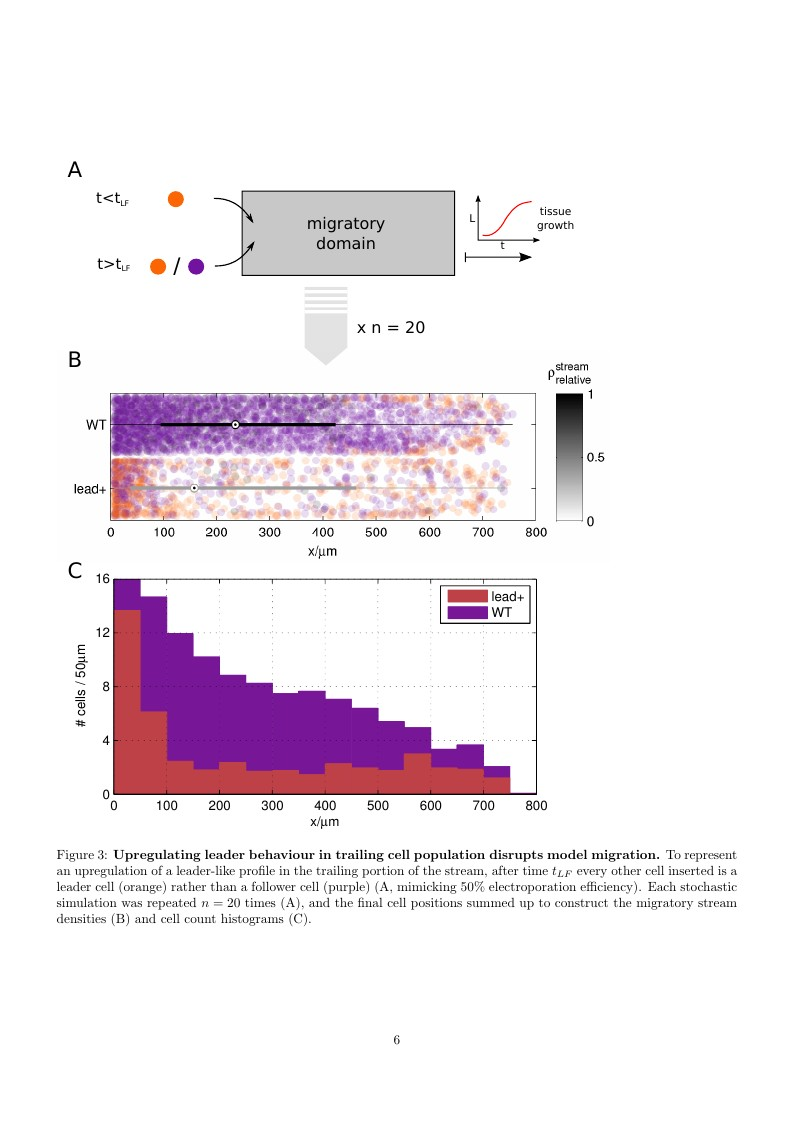 A
t<tLF
migratory
domain
L
t
tissue
growth
t>tLF
/
x n = 20
B
ρ stream relative
WT
lead+
1
0.5
0
0 100 200 300 400 500 600 700 800
x/μm
C
# cells / 50μm
16
12
8
4
0
lead+
WT
0 100 200 300 400 500 600 700 800
x/μm
Figure 3: Upregulating leader behaviour in trailing cell population disrupts model migration. To represent
an upregulation of a leader-like profile in the trailing portion of the stream, after time tLF every other cell inserted is a
leader cell (orange) rather than a follower cell (purple) (A, mimicking 50% electroporation efficiency). Each stochastic
simulation was repeated n = 20 times (A), and the final cell positions summed up to construct the migratory stream
densities (B) and cell count histograms (C).
6